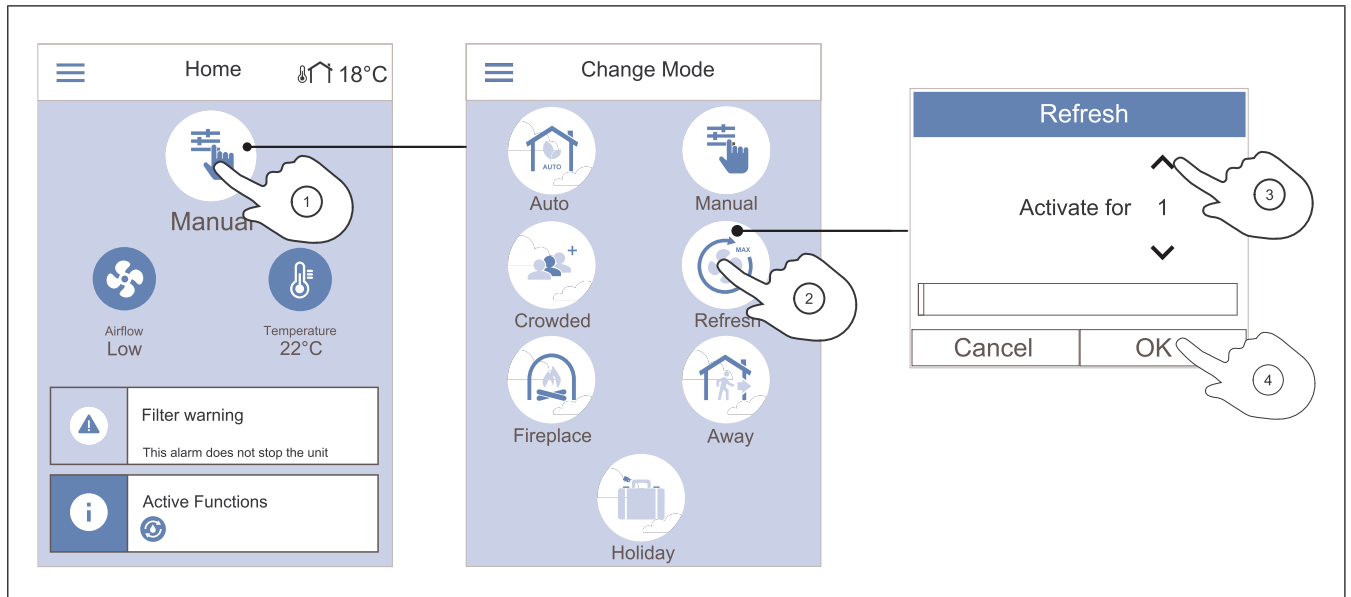 Home
18°C
Manual
1
Airflow
Low
Temperature
22°C
Filter warning
This alarm does not stop the unit
i
Active Functions
Change Mode
AUTO
Auto
Manual
+
Crowded
MAX
Refresh
2
Fireplace
Away
Holiday
Refresh
Activate for 1
3
Cancel
OK
4